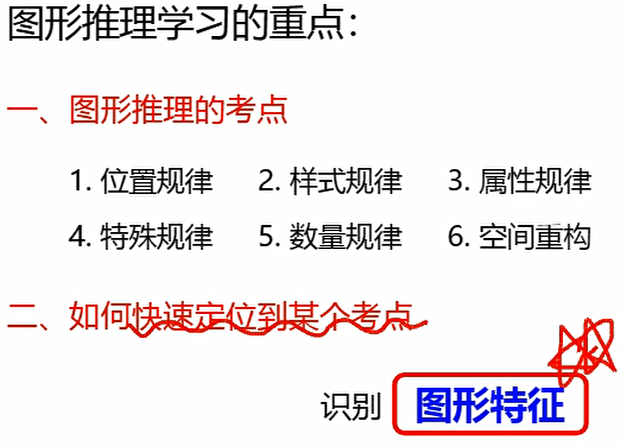 图形推理学习的重点：
一、图形推理的考点
1. 位置规律 2. 样式规律 3. 属性规律
4. 特殊规律 5. 数量规律 6. 空间重构
二、如何快速定位到某个考点
识别 图形特征